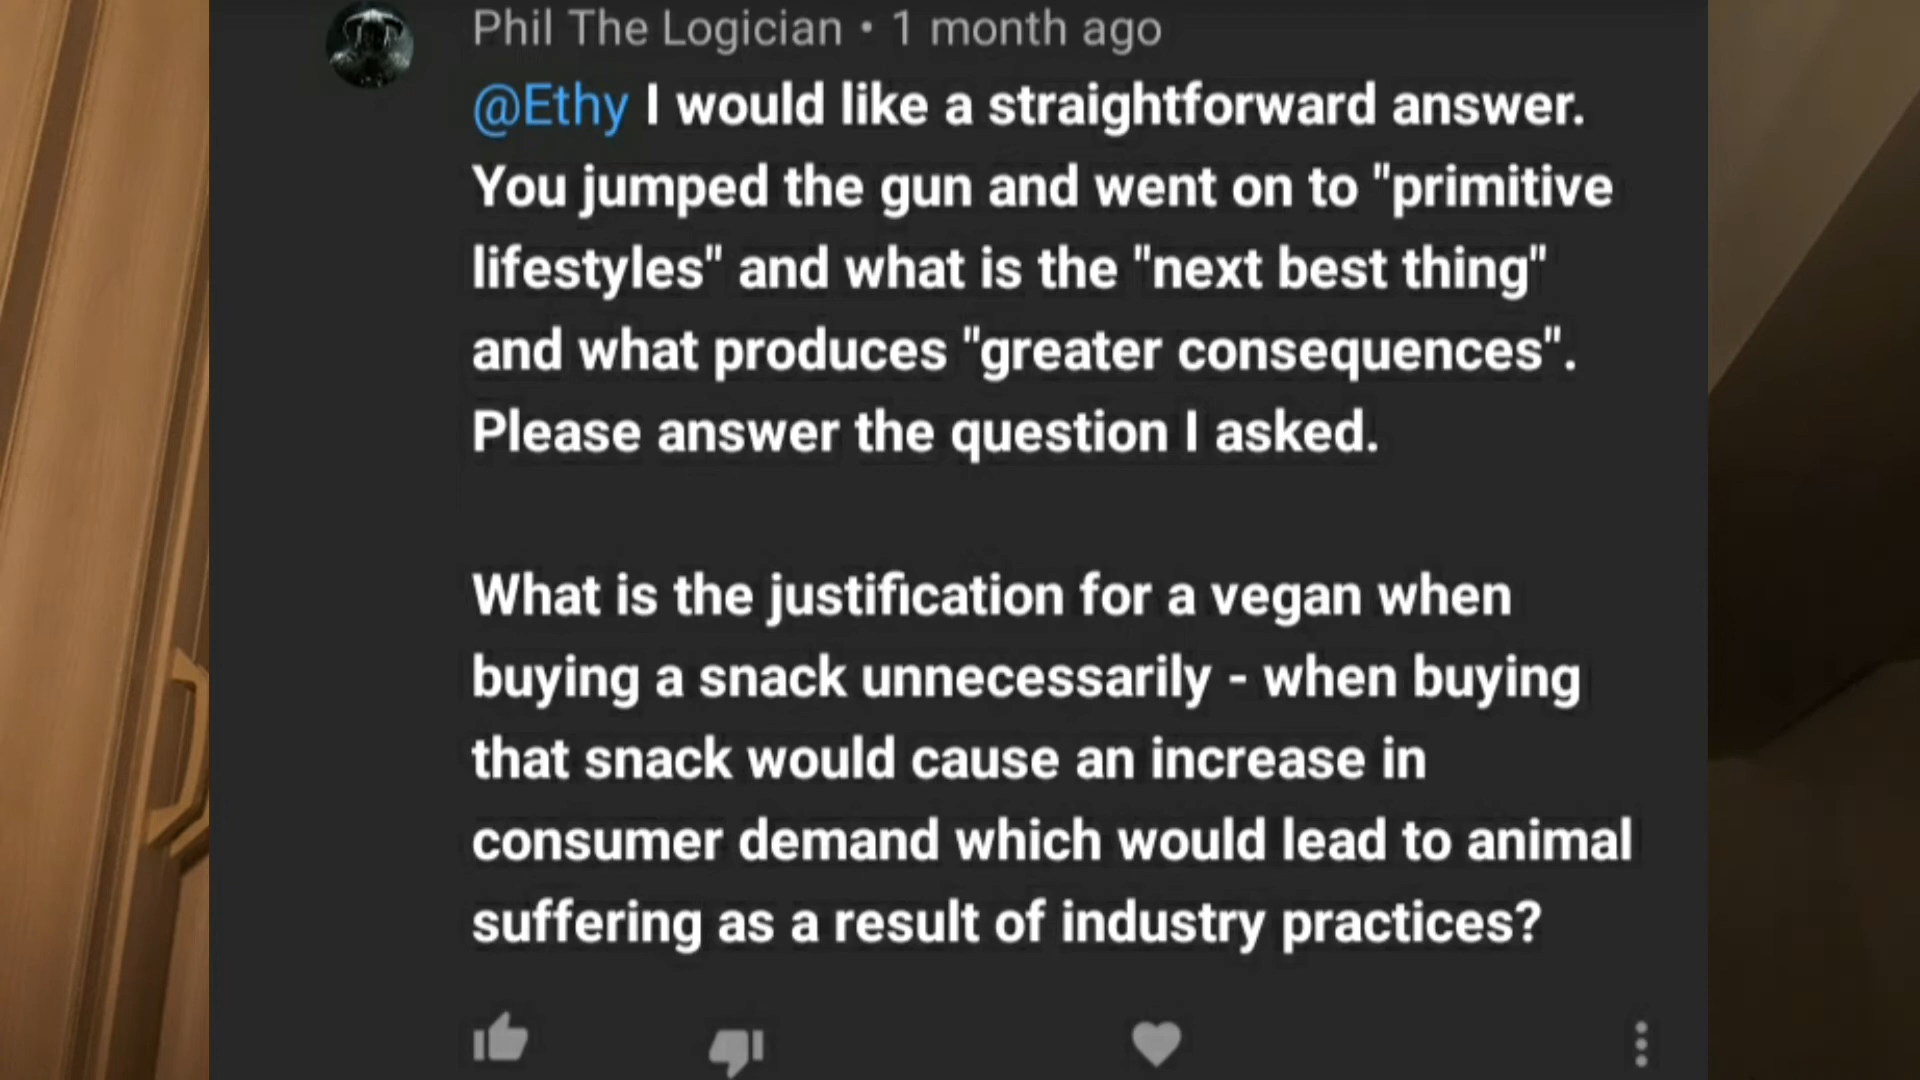 Phil The Logician • 1 month ago
@Ethy I would like a straightforward answer.
You jumped the gun and went on to "primitive
lifestyles" and what is the "next best thing"
and what produces "greater consequences".
Please answer the question I asked.
What is the justification for a vegan when
buying a snack unnecessarily - when buying
that snack would cause an increase in
consumer demand which would lead to animal
suffering as a result of industry practices?